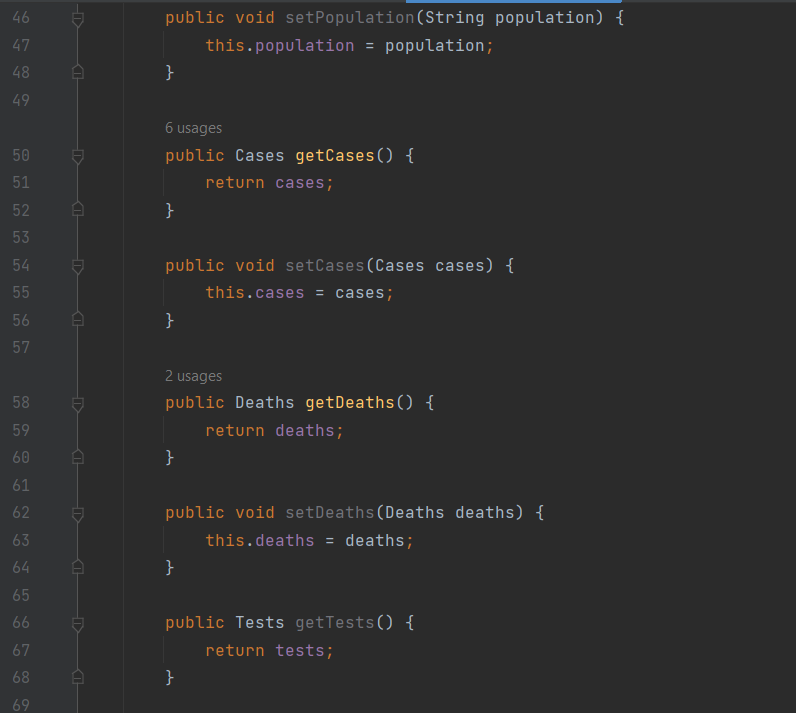 46 public void setPopulation(String population) {
47 this.population = population;
48 }
49
6 usages
50 public Cases getCases() {
51 return cases;
52 }
53
54 public void setCases(Cases cases) {
55 this.cases = cases;
56 }
57
2 usages
58 public Deaths getDeaths() {
59 return deaths;
60 }
61
62 public void setDeaths(Deaths deaths) {
63 this.deaths = deaths;
64 }
65
66 public Tests getTests() {
67 return tests;
68 }
69